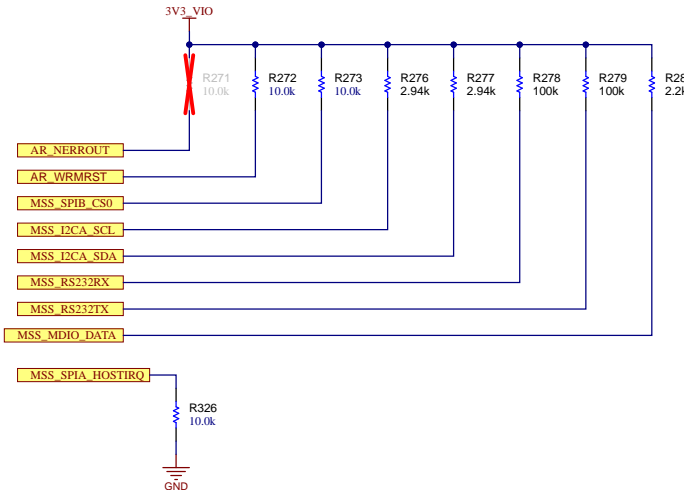 3V3_VIO
R271
10.0k
R272
10.0k
R273
10.0k
R276
2.94k
R277
2.94k
R278
100k
R279
100k
AR_NERROUT
AR_WRMRST
MSS_SPIB_CS0
MSS_I2CA_SCL
MSS_I2CA_SDA
MSS_RS232RX
MSS_RS232TX
MSS_MDIO_DATA
MSS_SPIA_HOSTIRQ
R326
10.0k
GND